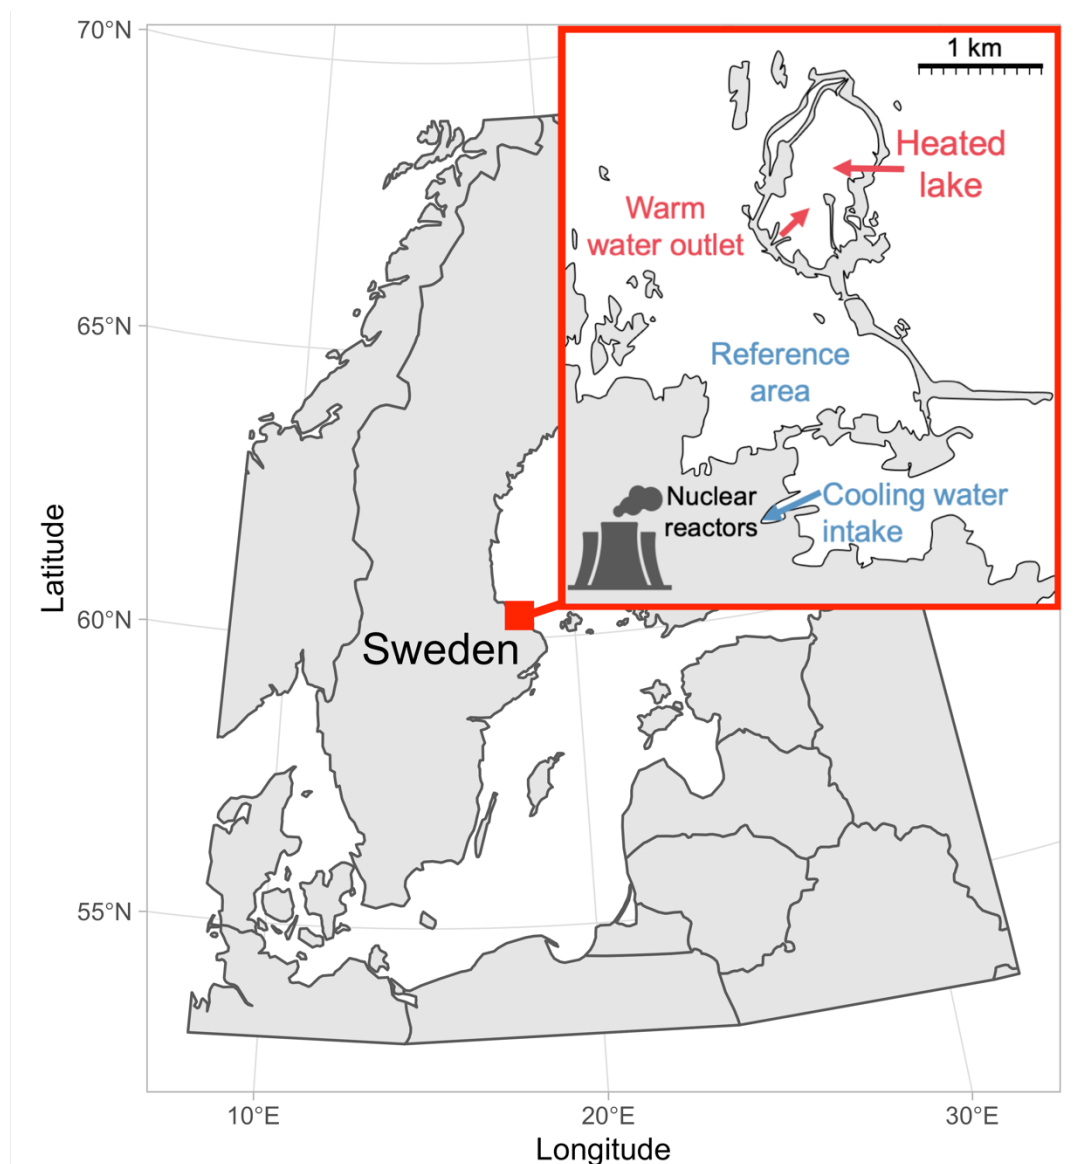 70°N
65°N
60°N
55°N
Latitude
10°E
20°E
30°E
Longitude
Sweden
1 km
Heated
lake
Warm
water outlet
Reference
area
Nuclear
reactors
Cooling water
intake